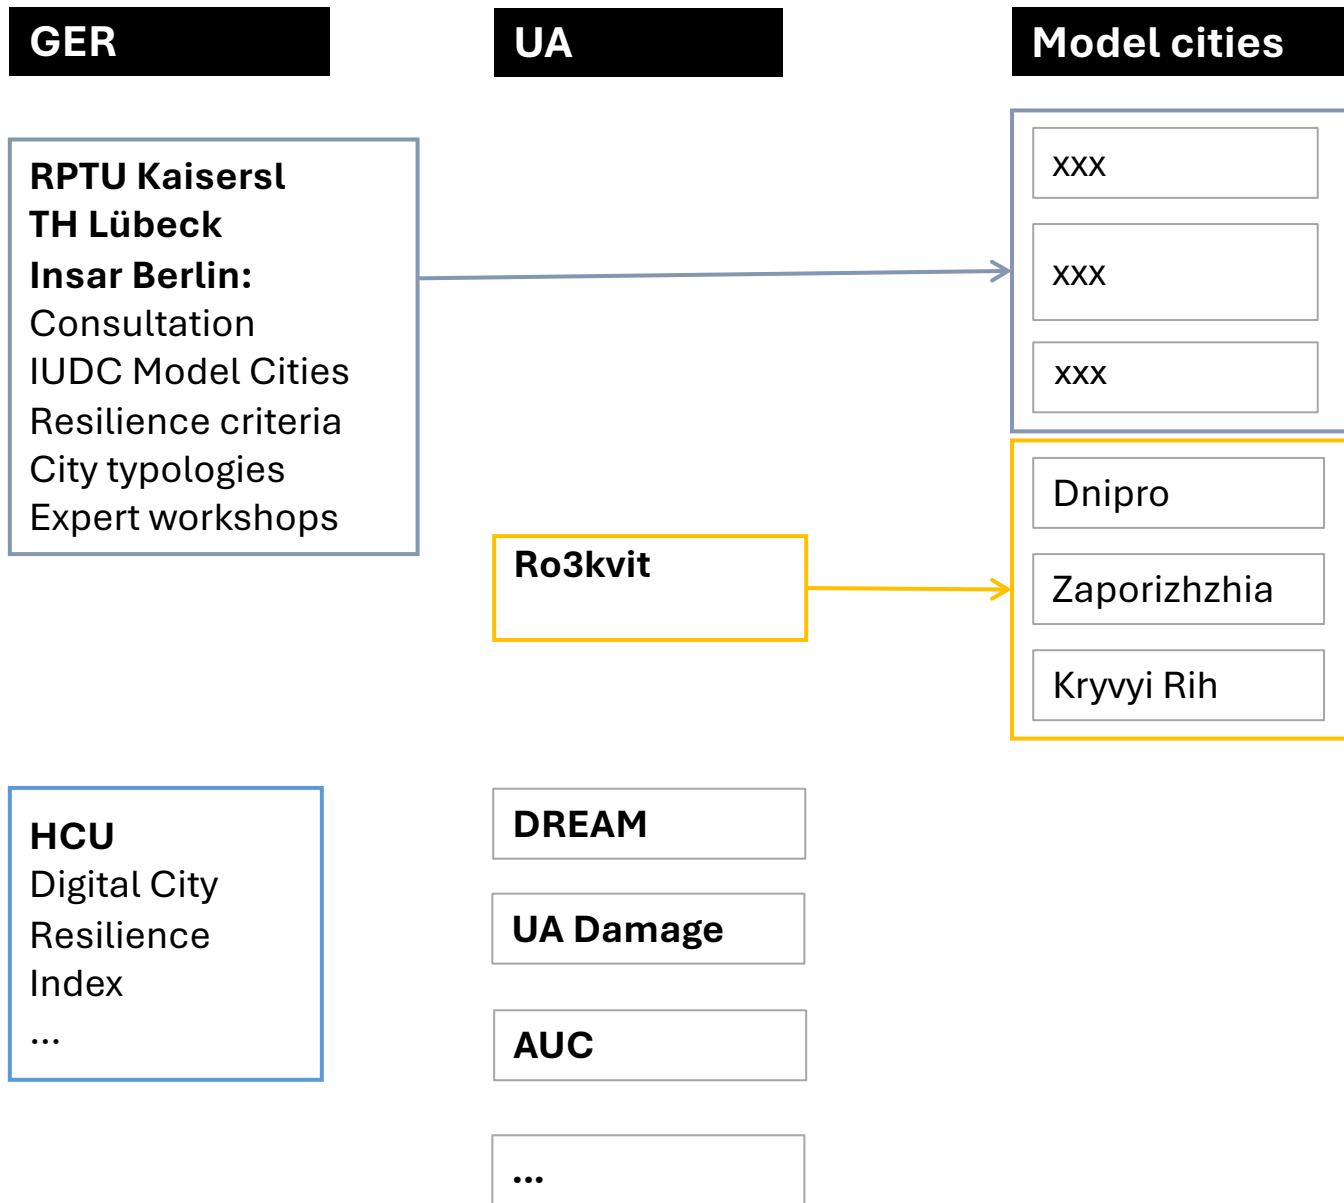 GER
UA
Model cities
RPTU Kaisersl
TH Lübeck
Insar Berlin:
Consultation
IUDC Model Cities
Resilience criteria
City typologies
Expert workshops
xxx
xxx
xxx
Ro3kvit
Dnipro
Zaporizhzhia
Kryvyi Rih
HCU
Digital City
Resilience
Index
...
DREAM
UA Damage
AUC
...